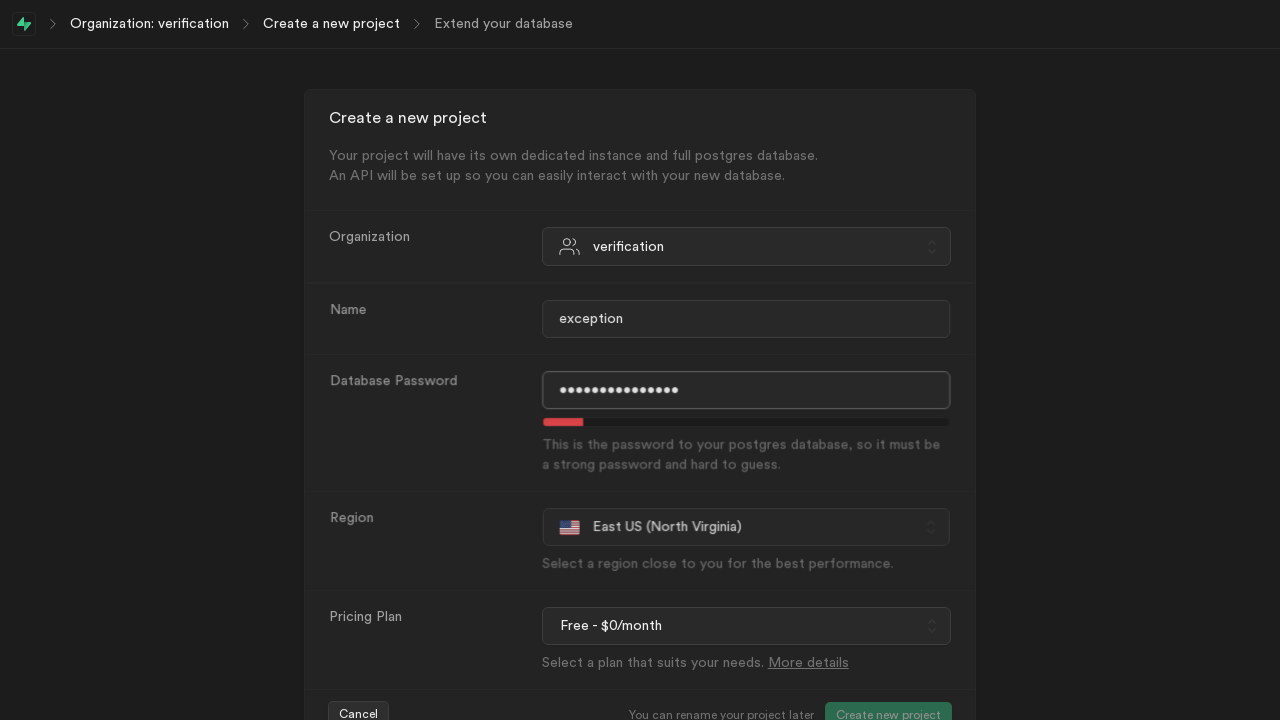 Organization: verification
Create a new project
Extend your database
Create a new project
Your project will have its own dedicated instance and full postgres database.
An API will be set up so you can easily interact with your new database.
Organization
verification
Name
exception
Database Password
•••••••••••••••
This is the password to your postgres database, so it must be
a strong password and hard to guess.
Region
East US (North Virginia)
Select a region close to you for the best performance.
Pricing Plan
Free - $0/month
Select a plan that suits your needs. More details
Cancel
You can rename your project later
Create new project